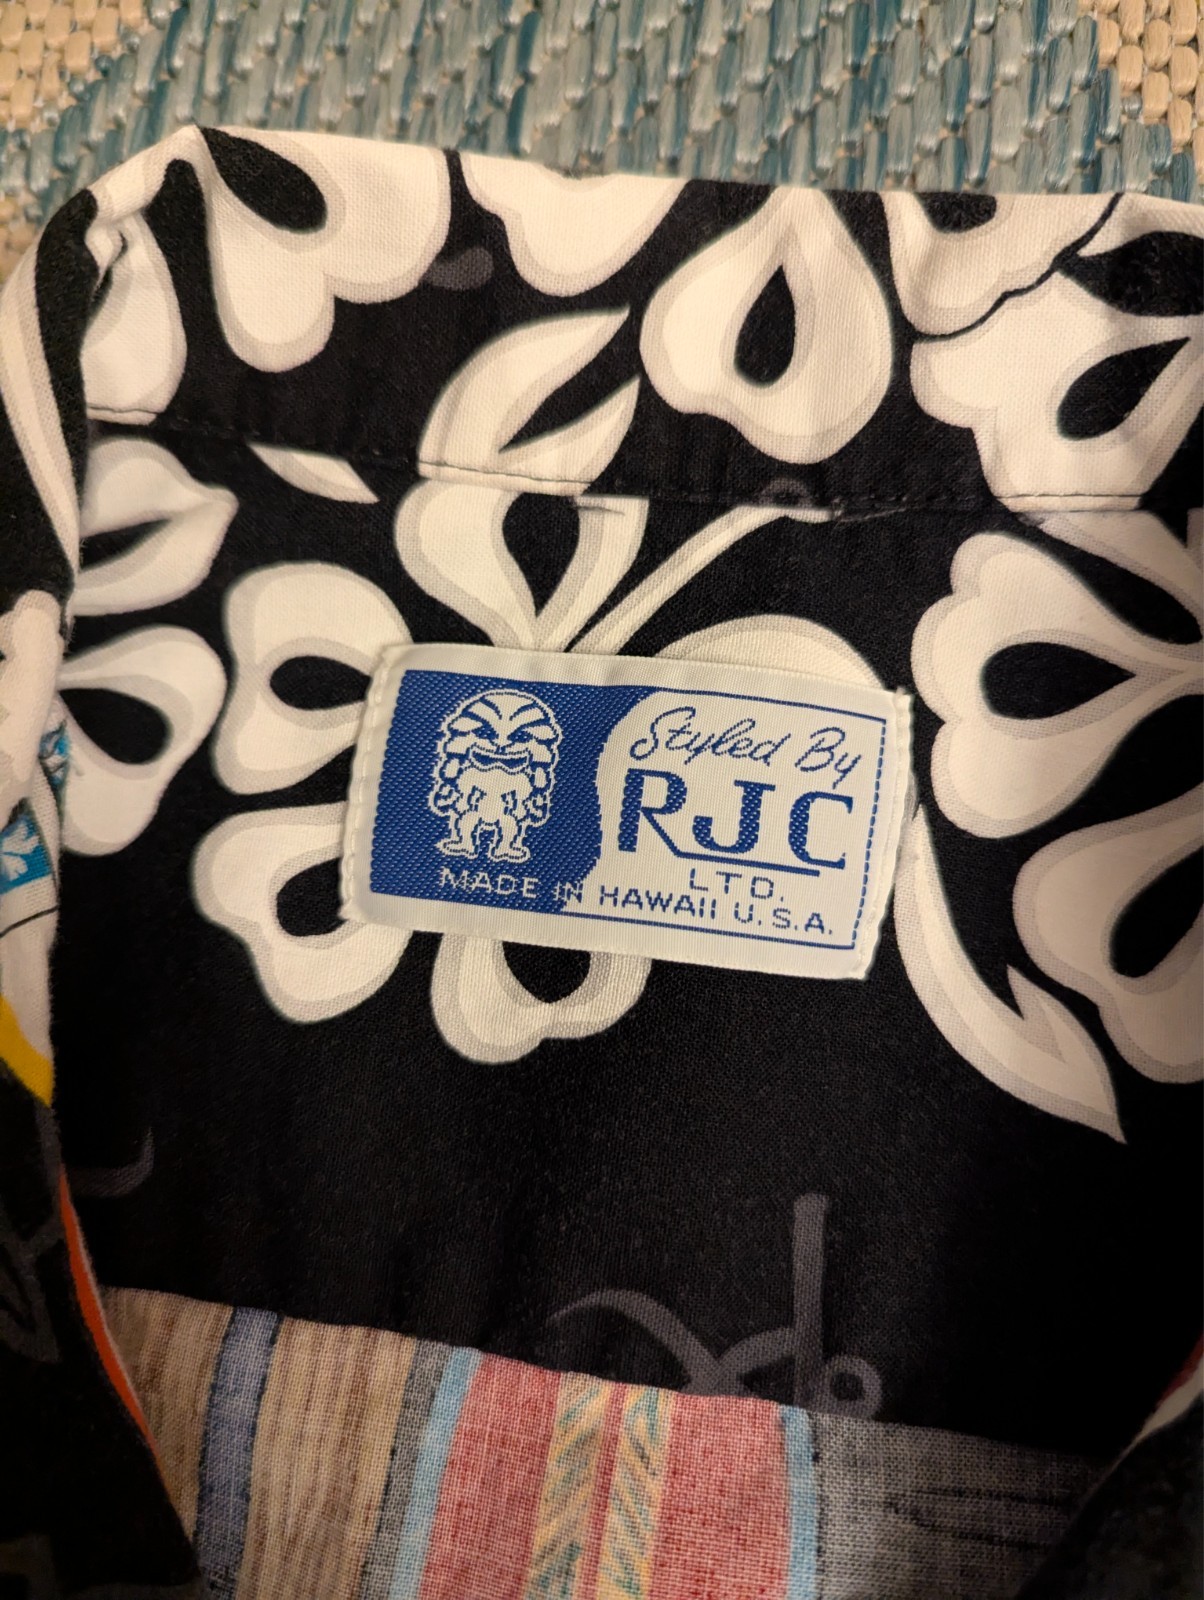 Styled By
RJC
LTD.
MADE IN HAWAII U.S.A.